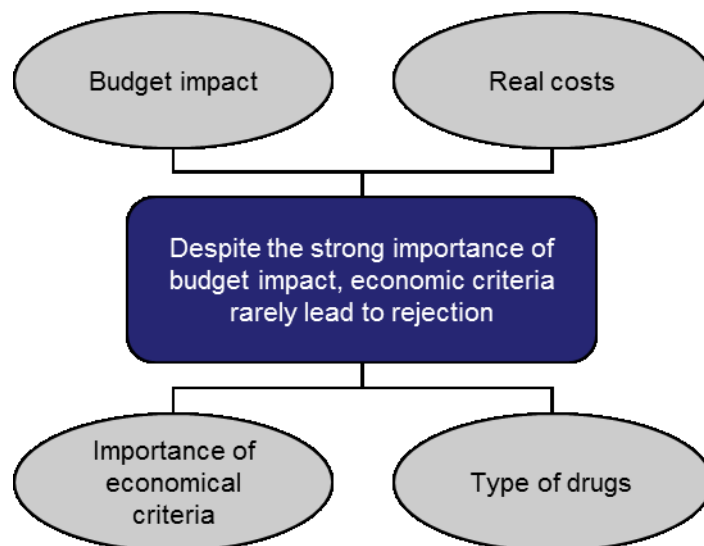 Budget impact
Real costs
Despite the strong importance of
budget impact, economic criteria
rarely lead to rejection
Importance of
economical
criteria
Type of drugs